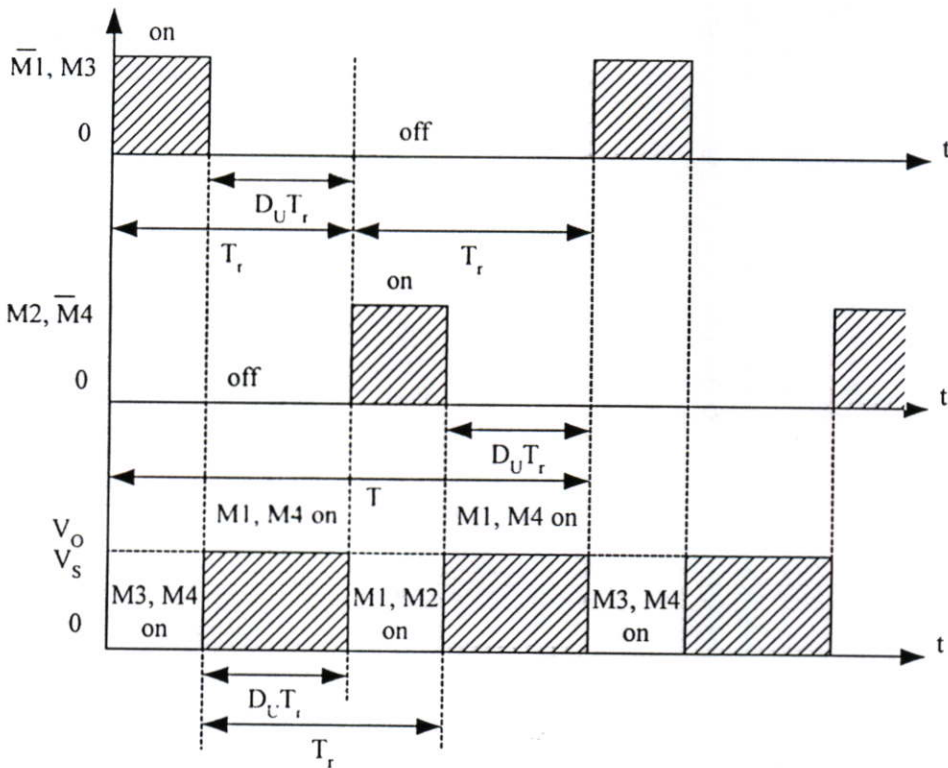 on
M̅1, M3
0
off
t
D_U T_r
T_r
T_r
on
M2, M̅4
0
off
t
D_U T_r
T
M1, M4 on
M1, M4 on
V_O
V_S
M3, M4
on
M1, M2
on
M3, M4
on
0
t
D_U T_r
T_r